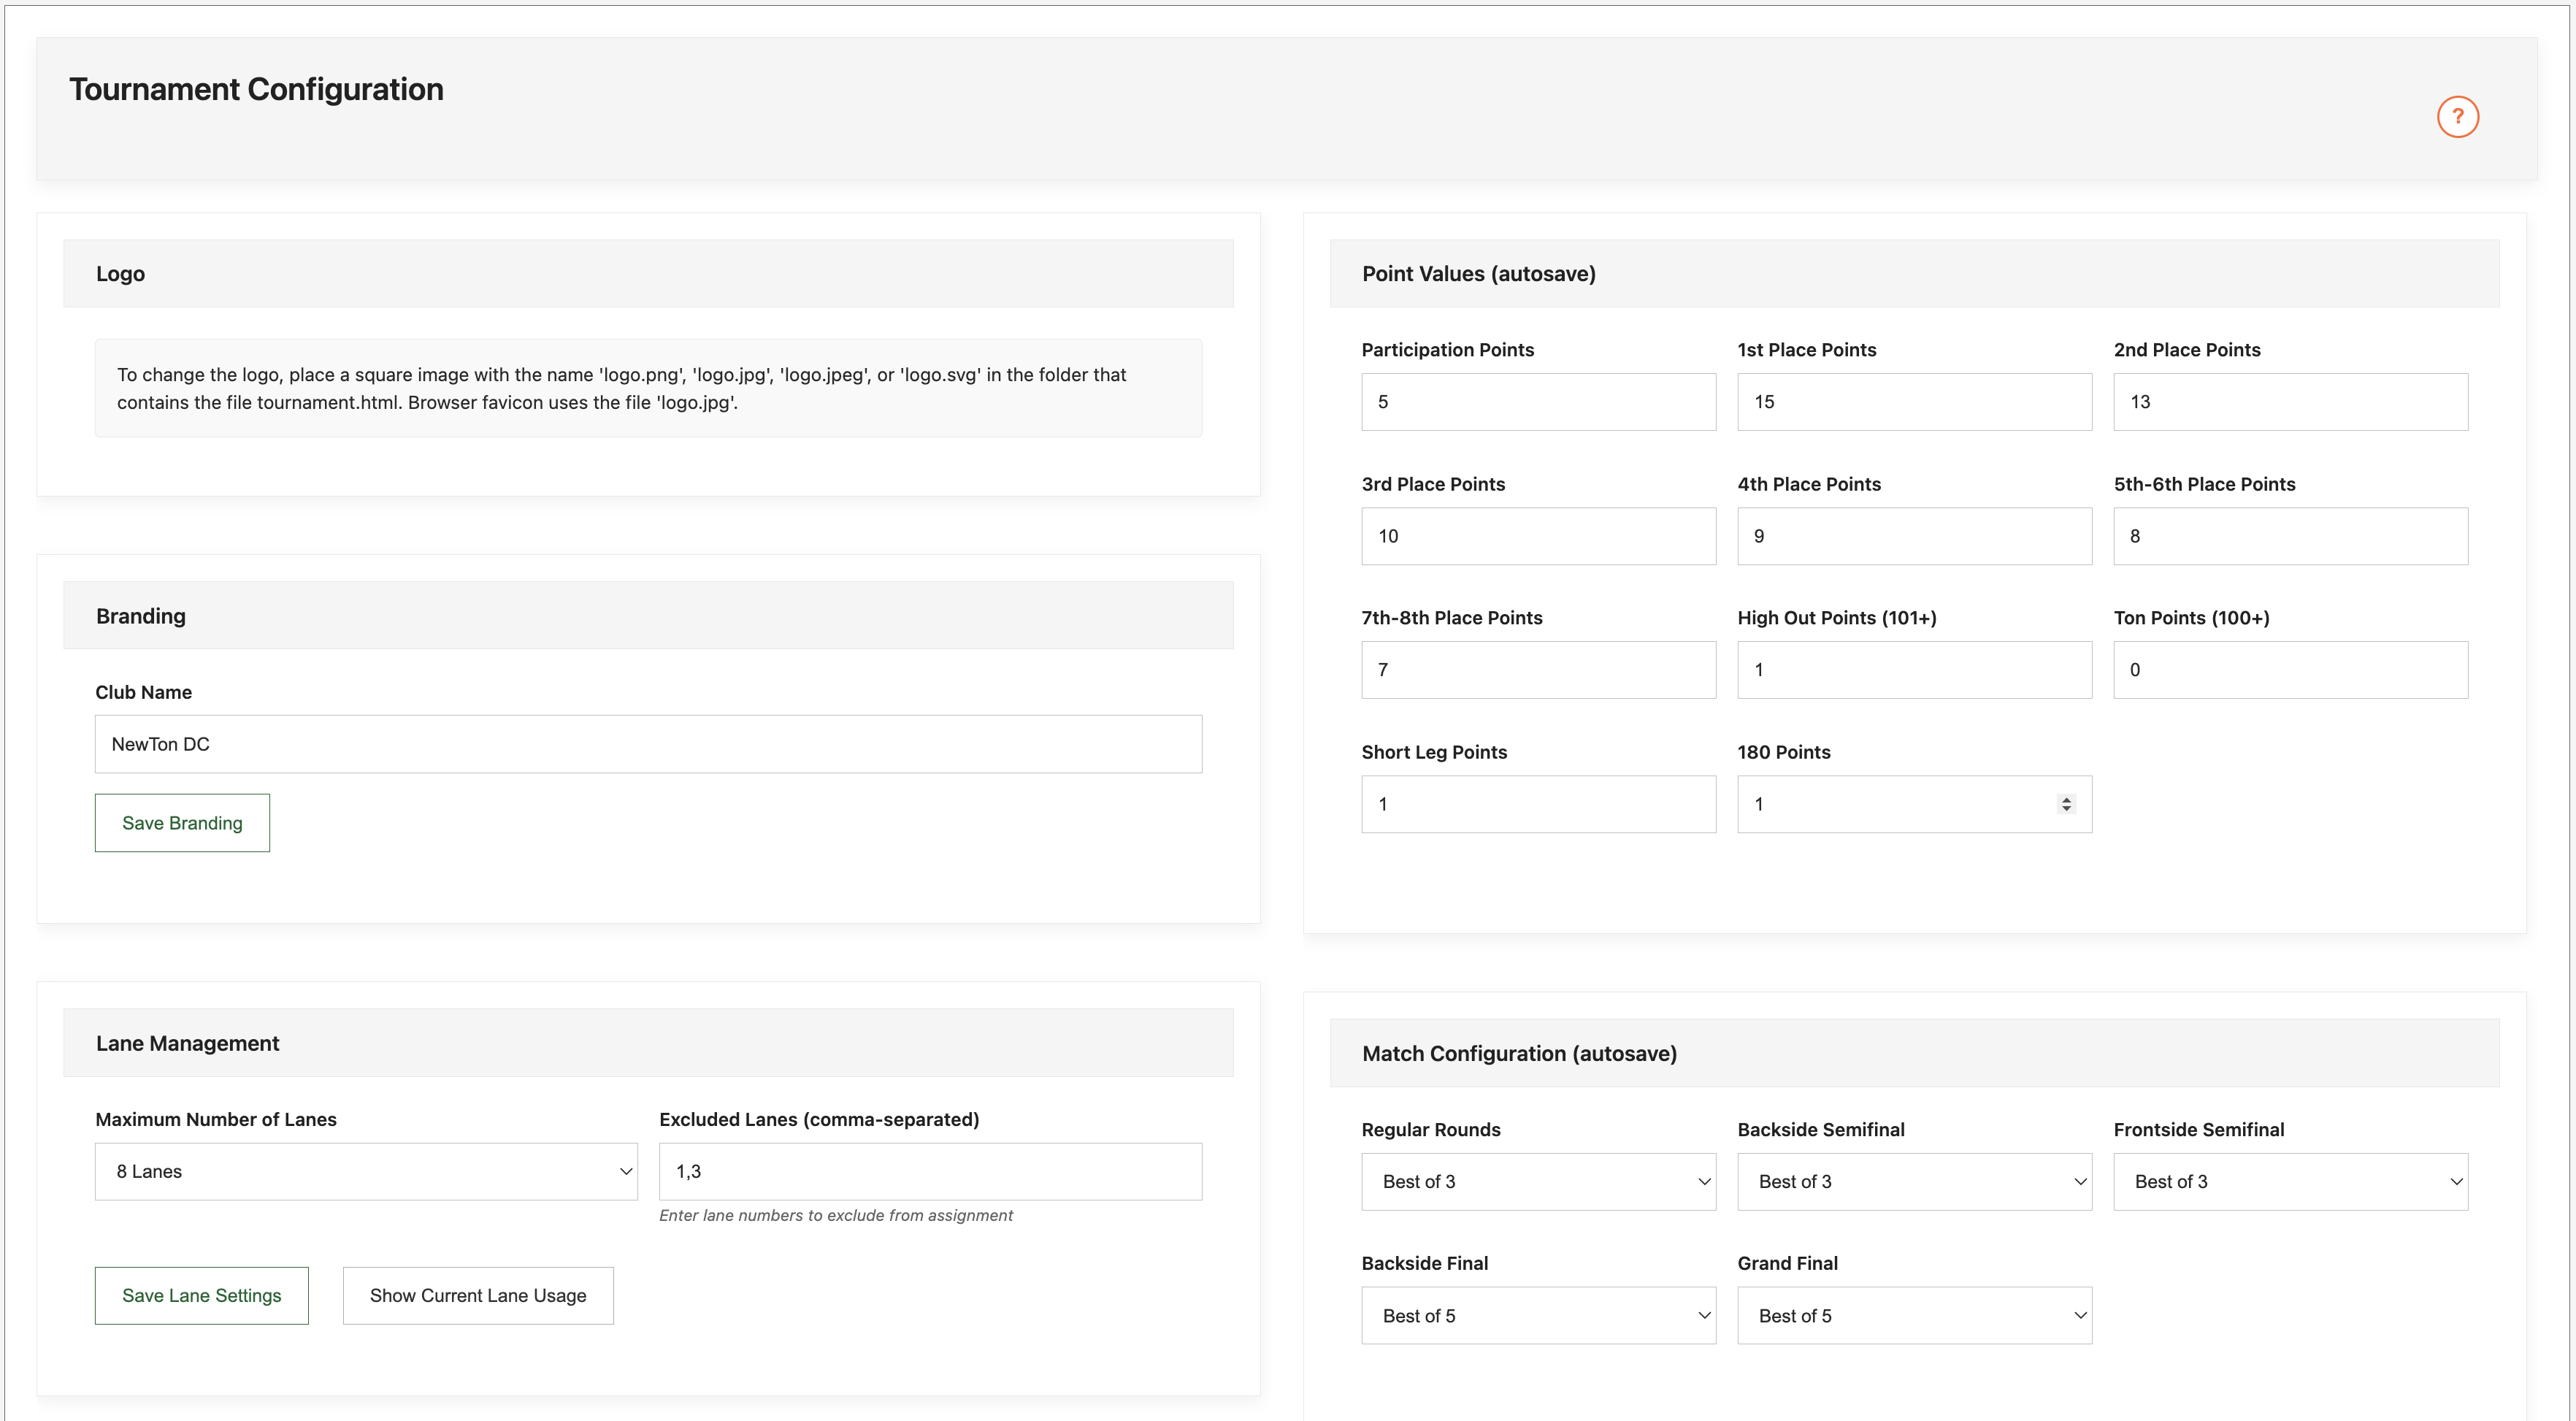 Tournament Configuration
?
Logo
To change the logo, place a square image with the name 'logo.png', 'logo.jpg', 'logo.jpeg', or 'logo.svg' in the folder that
contains the file tournament.html. Browser favicon uses the file 'logo.jpg'.
Branding
Club Name
NewTon DC
Save Branding
Lane Management
Maximum Number of Lanes
8 Lanes
Excluded Lanes (comma-separated)
1,3
Enter lane numbers to exclude from assignment
Save Lane Settings
Show Current Lane Usage
Point Values (autosave)
Participation Points
5
1st Place Points
15
2nd Place Points
13
3rd Place Points
10
4th Place Points
9
5th-6th Place Points
8
7th-8th Place Points
7
High Out Points (101+)
1
Ton Points (100+)
0
Short Leg Points
1
180 Points
1
Match Configuration (autosave)
Regular Rounds
Best of 3
Backside Semifinal
Best of 3
Frontside Semifinal
Best of 3
Backside Final
Best of 5
Grand Final
Best of 5